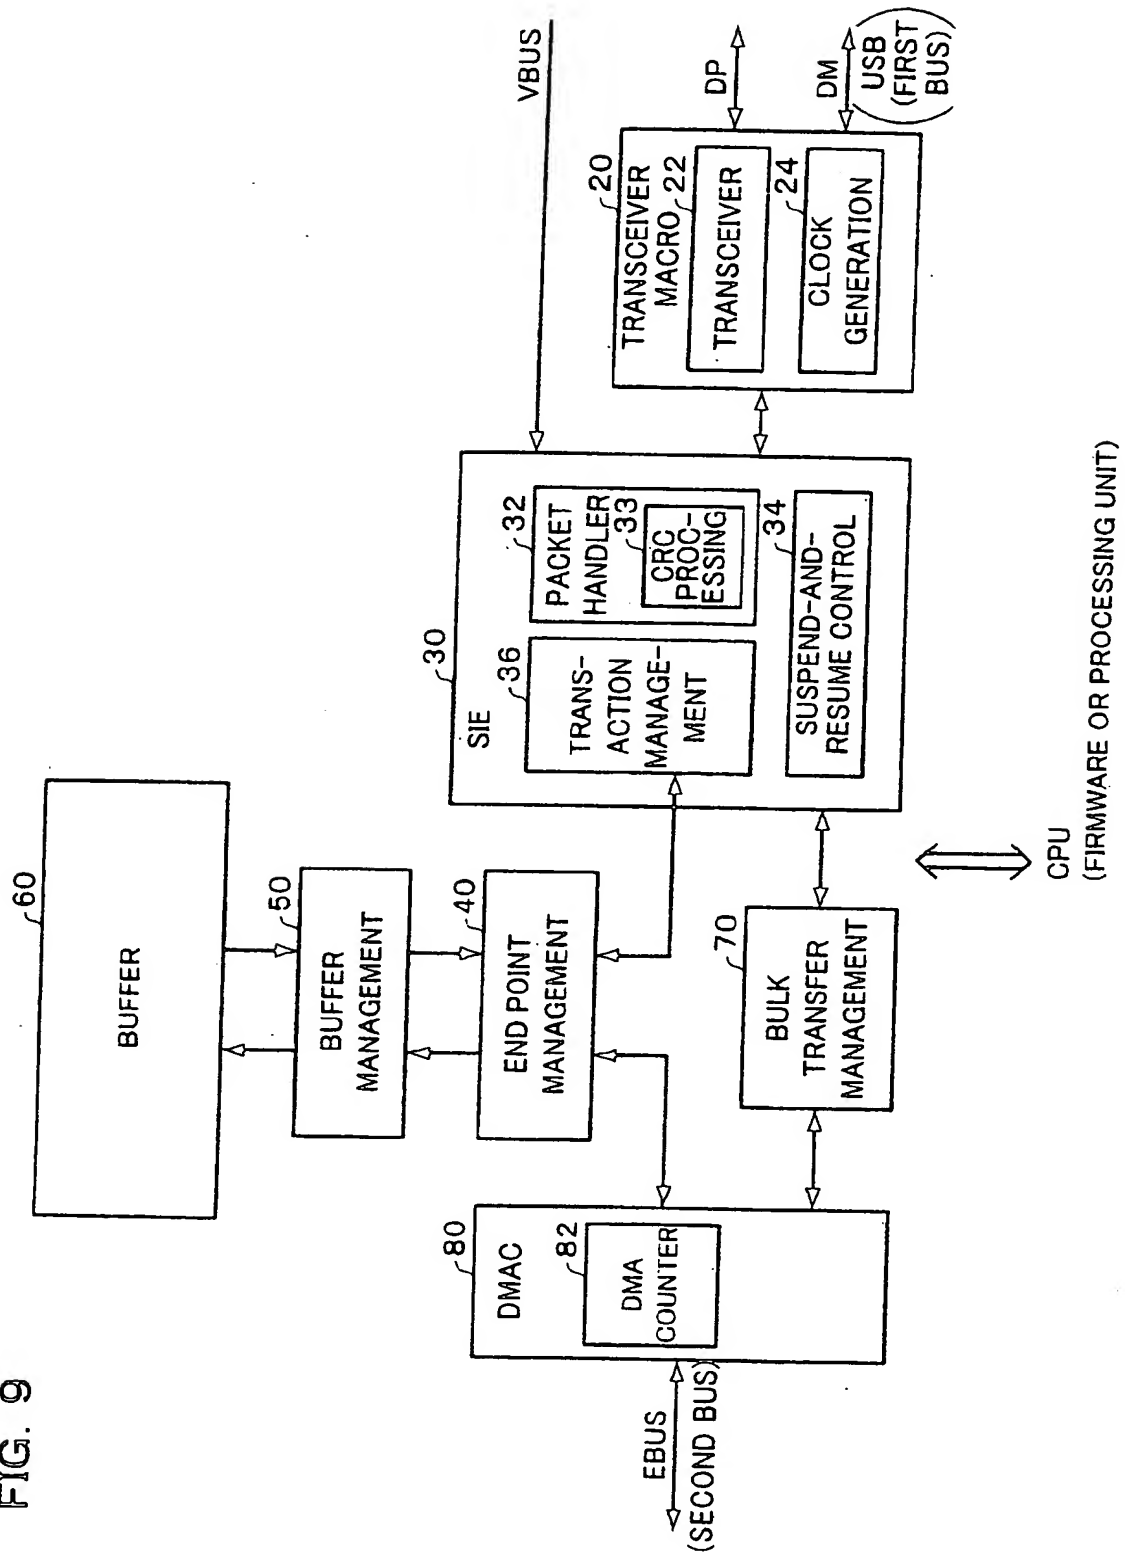 FIG. 9
60
BUFFER
50
BUFFER
MANAGEMENT
40
END POINT
MANAGEMENT
80
DMAC
82
DMA
COUNTER
EBUS
(SECOND BUS)
70
BULK
TRANSFER
MANAGEMENT
30
SIE
36
TRANS-
ACTION
MANAGE-
MENT
32
PACKET
HANDLER
33
CRC
PROC-
ESSING
34
SUSPEND-AND-
RESUME CONTROL
VBUS
20
TRANSCEIVER
MACRO
22
TRANSCEIVER
24
CLOCK
GENERATION
DP
DM
USB
(FIRST
BUS)
CPU
(FIRMWARE OR PROCESSING UNIT)